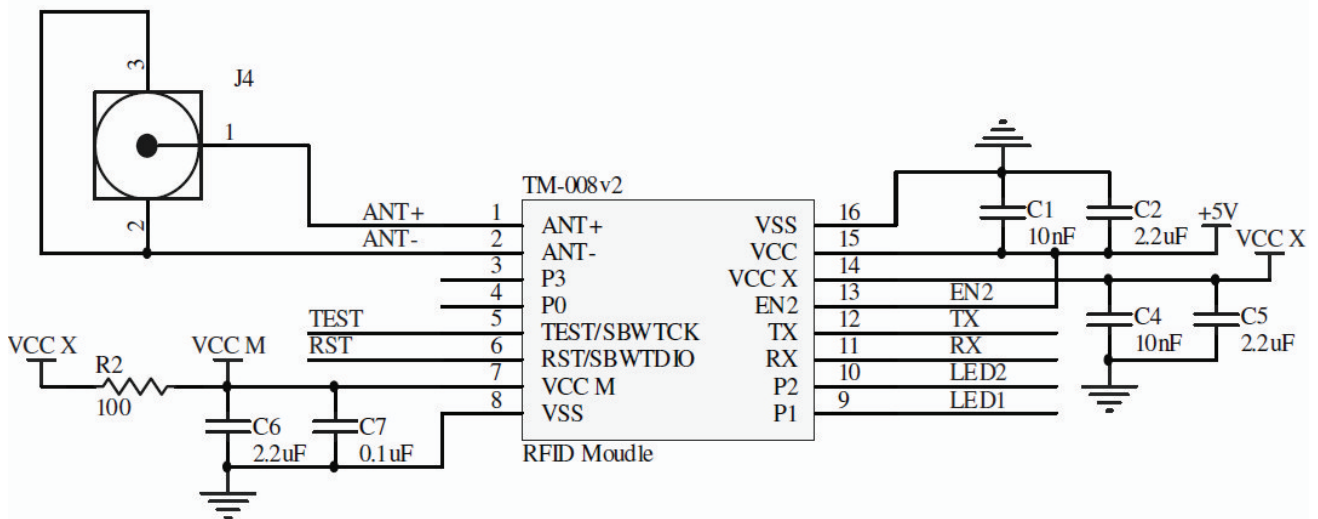 3
J4
1
2
TM-008v2
ANT+ 1 ANT+ VSS 16
ANT- 2 ANT- VCC 15
3 P3 VCC X 14
4 P0 EN2 13 EN2
TEST 5 TEST/SBWTCK TX 12 TX
RST 6 RST/SBWTDIO RX 11 RX
7 VCC M P2 10 LED2
8 VSS P1 9 LED1
RFID Moudle
C1
10nF
C2
2.2uF
+5V
VCC X
C4
10nF
C5
2.2uF
VCC X
R2
100
VCC M
C6
2.2uF
C7
0.1uF